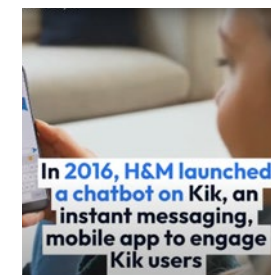 In 2016, H&M launched
a chatbot on Kik, an
instant messaging,
mobile app to engage
Kik users